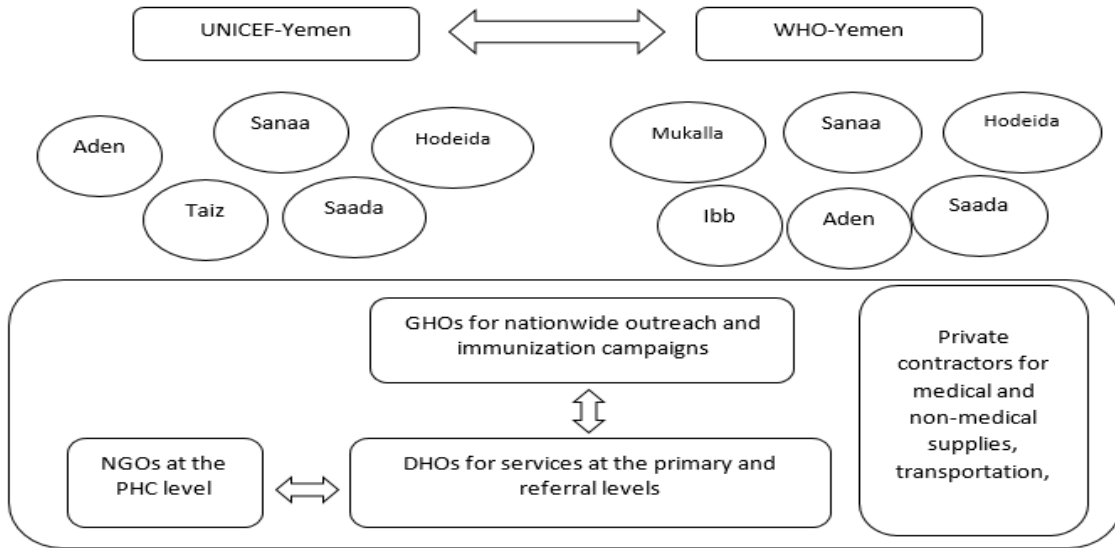 UNICEF-Yemen
WHO-Yemen
Aden
Sanaa
Hodeida
Taiz
Saada
Mukalla
Sanaa
Hodeida
Ibb
Aden
Saada
GHOs for nationwide outreach and
immunization campaigns
NGOs at the
PHC level
DHOs for services at the primary and
referral levels
Private
contractors for
medical and
non-medical
supplies,
transportation,